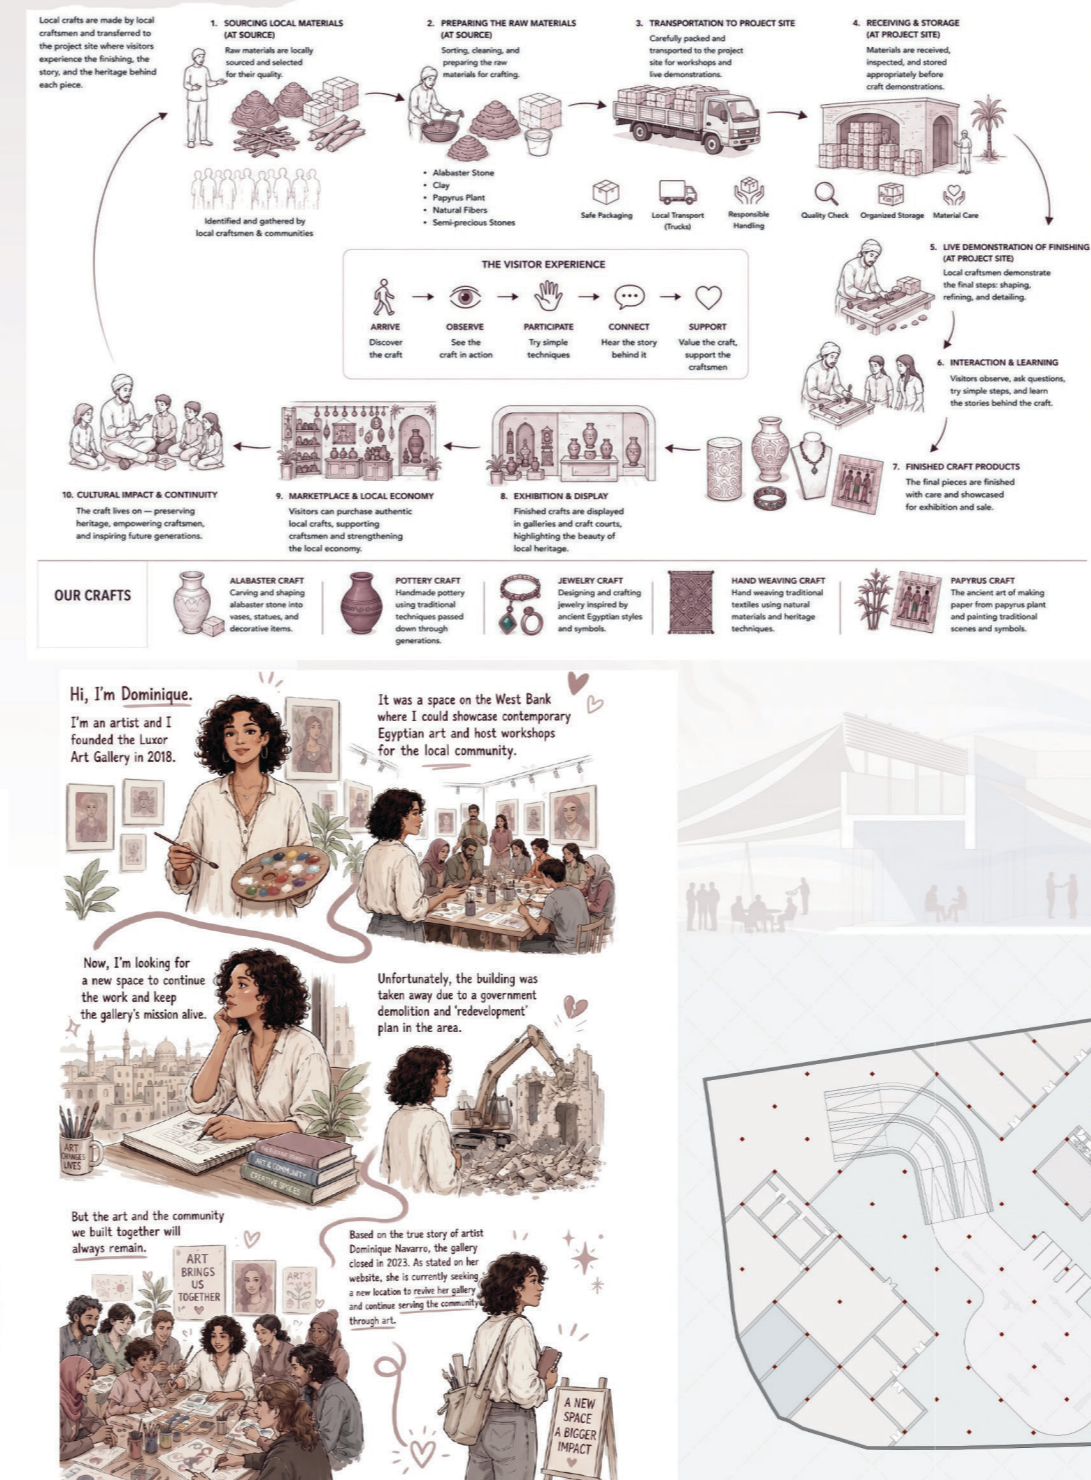 Local crafts are made by local
craftsmen and transferred to
the project site where visitors
experience the finishing, the
story, and the heritage behind
each piece.
1. SOURCING LOCAL MATERIALS
(AT SOURCE)
Raw materials are locally
sourced and selected
for their quality.
Identified and gathered by
local craftsmen & communities
2. PREPARING THE RAW MATERIALS
(AT SOURCE)
Sorting, cleaning, and
preparing the raw
materials for crafting.
• Alabaster Stone
• Clay
• Papyrus Plant
• Natural Fibers
• Semi-precious Stones
3. TRANSPORTATION TO PROJECT SITE
Carefully packed and
transported to the project
site for workshops and
live demonstrations.
Safe Packaging
Local Transport
(Trucks)
Responsible
Handling
4. RECEIVING & STORAGE
(AT PROJECT SITE)
Materials are received,
inspected, and stored
appropriately before
craft demonstrations.
Quality Check
Organized Storage
Material Care
5. LIVE DEMONSTRATION OF FINISHING
(AT PROJECT SITE)
Local craftsmen demonstrate
the final steps: shaping,
refining, and detailing.
THE VISITOR EXPERIENCE
ARRIVE
Discover
the craft
OBSERVE
See the
craft in action
PARTICIPATE
Try simple
techniques
CONNECT
Hear the story
behind it
SUPPORT
Value the craft,
support the
craftsmen
6. INTERACTION & LEARNING
Visitors observe, ask questions,
try simple steps, and learn
the stories behind the craft.
7. FINISHED CRAFT PRODUCTS
The final pieces are finished
with care and showcased
for exhibition and sale.
8. EXHIBITION & DISPLAY
Finished crafts are displayed
in galleries and craft courts,
highlighting the beauty of
local heritage.
9. MARKETPLACE & LOCAL ECONOMY
Visitors can purchase authentic
local crafts, supporting
craftsmen and strengthening
the local economy.
10. CULTURAL IMPACT & CONTINUITY
The craft lives on — preserving
heritage, empowering craftsmen,
and inspiring future generations.
OUR CRAFTS
ALABASTER CRAFT
Carving and shaping
alabaster stone into
vases, statues, and
decorative items.
POTTERY CRAFT
Handmade pottery
using traditional
techniques passed
down through
generations.
JEWELRY CRAFT
Designing and crafting
jewelry inspired by
ancient Egyptian styles
and symbols.
HAND WEAVING CRAFT
Hand weaving traditional
textiles using natural
materials and heritage
techniques.
PAPYRUS CRAFT
The ancient art of making
paper from papyrus plant
and painting traditional
scenes and symbols.
Hi, I'm Dominique.
I'm an artist and I
founded the Luxor
Art Gallery in 2018.
It was a space on the West Bank
where I could showcase contemporary
Egyptian art and host workshops
for the local community.
Now, I'm looking for
a new space to continue
the work and keep
the gallery's mission alive.
ART
CHANGES
LIVES
ART & COMMUNITY
CREATIVE SPACES
Unfortunately, the building was
taken away due to a government
demolition and 'redevelopment'
plan in the area.
But the art and the community
we built together will
always remain.
ART
BRINGS
US
TOGETHER
ART
Based on the true story of artist
Dominique Navarro, the gallery
closed in 2023. As stated on her
website, she is currently seeking
a new location to revive her gallery
and continue serving the community
through art.
A NEW
SPACE
A BIGGER
IMPACT